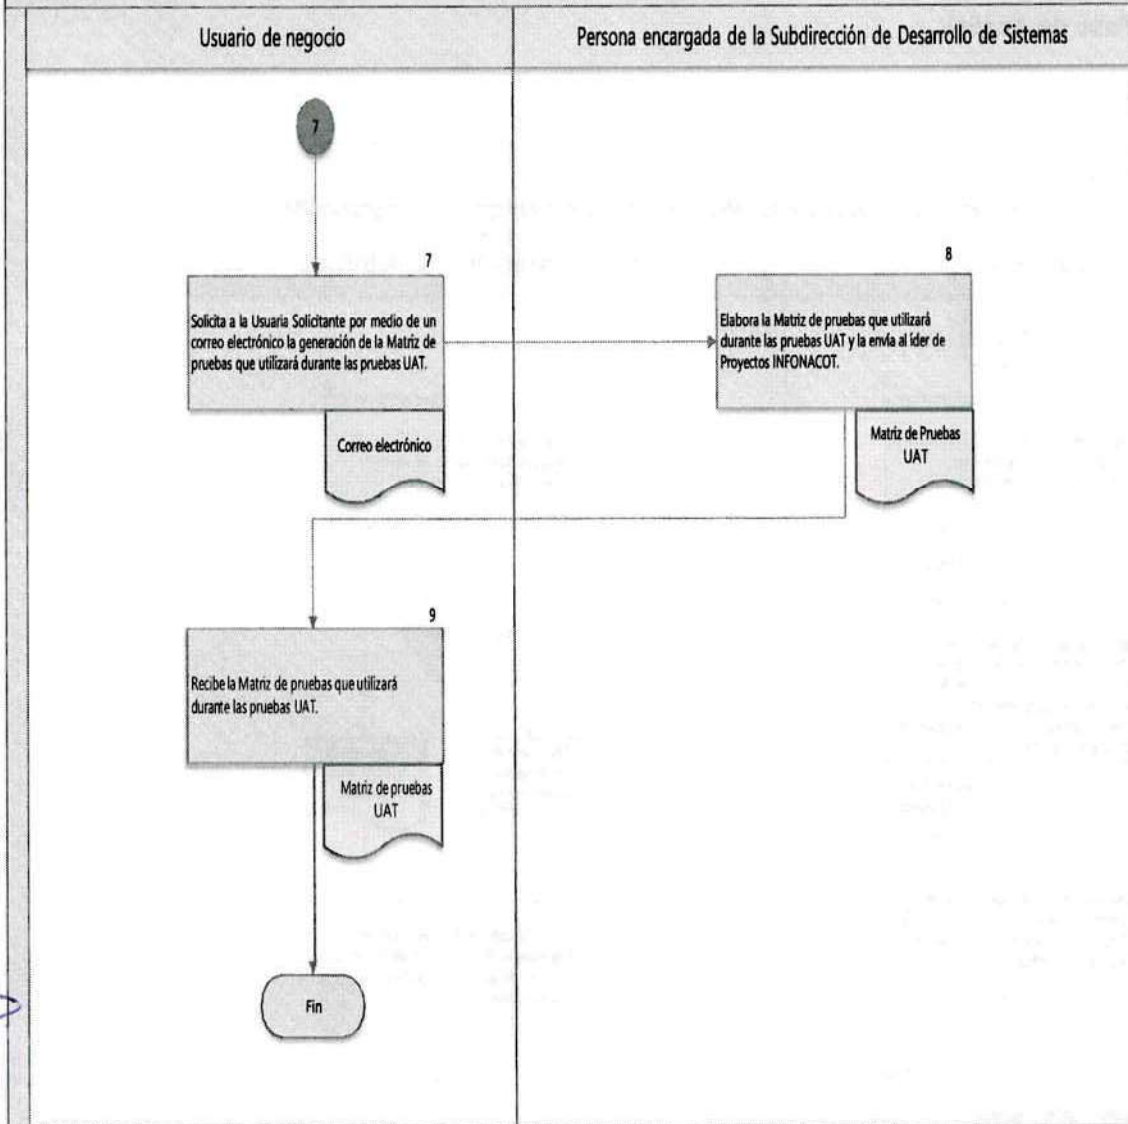 Usuario de negocio
Persona encargada de la Subdirección de Desarrollo de Sistemas
7
7
Solicita a la Usuaria Solicitante por medio de un
correo electrónico la generación de la Matriz de
pruebas que utilizará durante las pruebas UAT.
Correo electrónico
8
Elabora la Matriz de pruebas que utilizará
durante las pruebas UAT y la envía al líder de
Proyectos INFONACOT.
Matriz de Pruebas
UAT
9
Recibe la Matriz de pruebas que utilizará
durante las pruebas UAT.
Matriz de pruebas
UAT
Fin